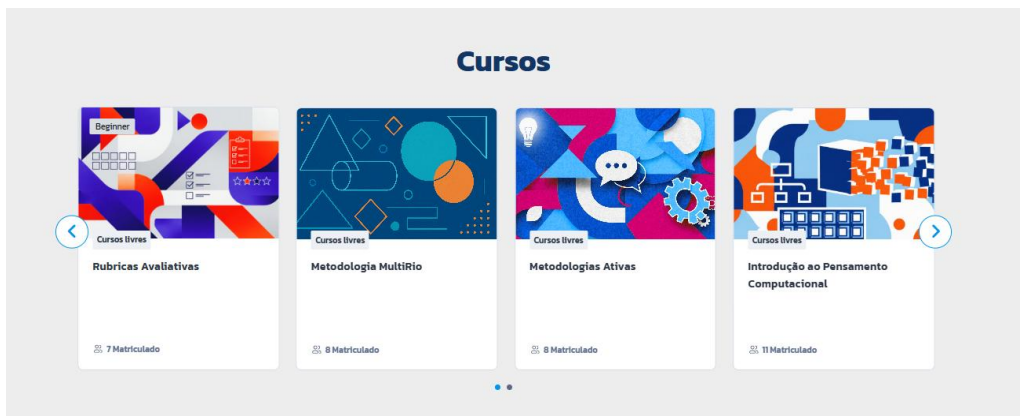 Cursos
Beginner
Cursos livres
Rubricas Avaliativas
7 Matriculado
Cursos livres
Metodologia MultiRio
8 Matriculado
Cursos livres
Metodologias Ativas
8 Matriculado
Cursos livres
Introdução ao Pensamento
Computacional
11 Matriculado